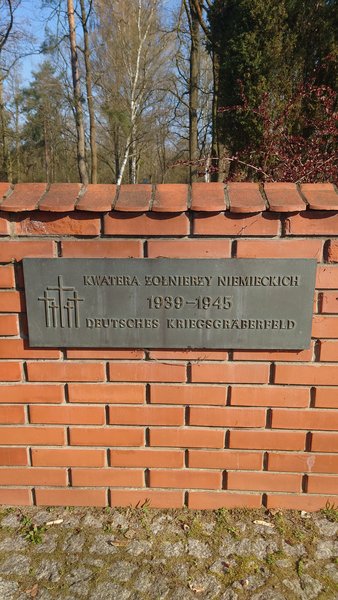 KWATERA ŻOŁNIERZY NIEMIECKICH
1939-1945
DEUTSCHES KRIEGSGRÄBERFELD